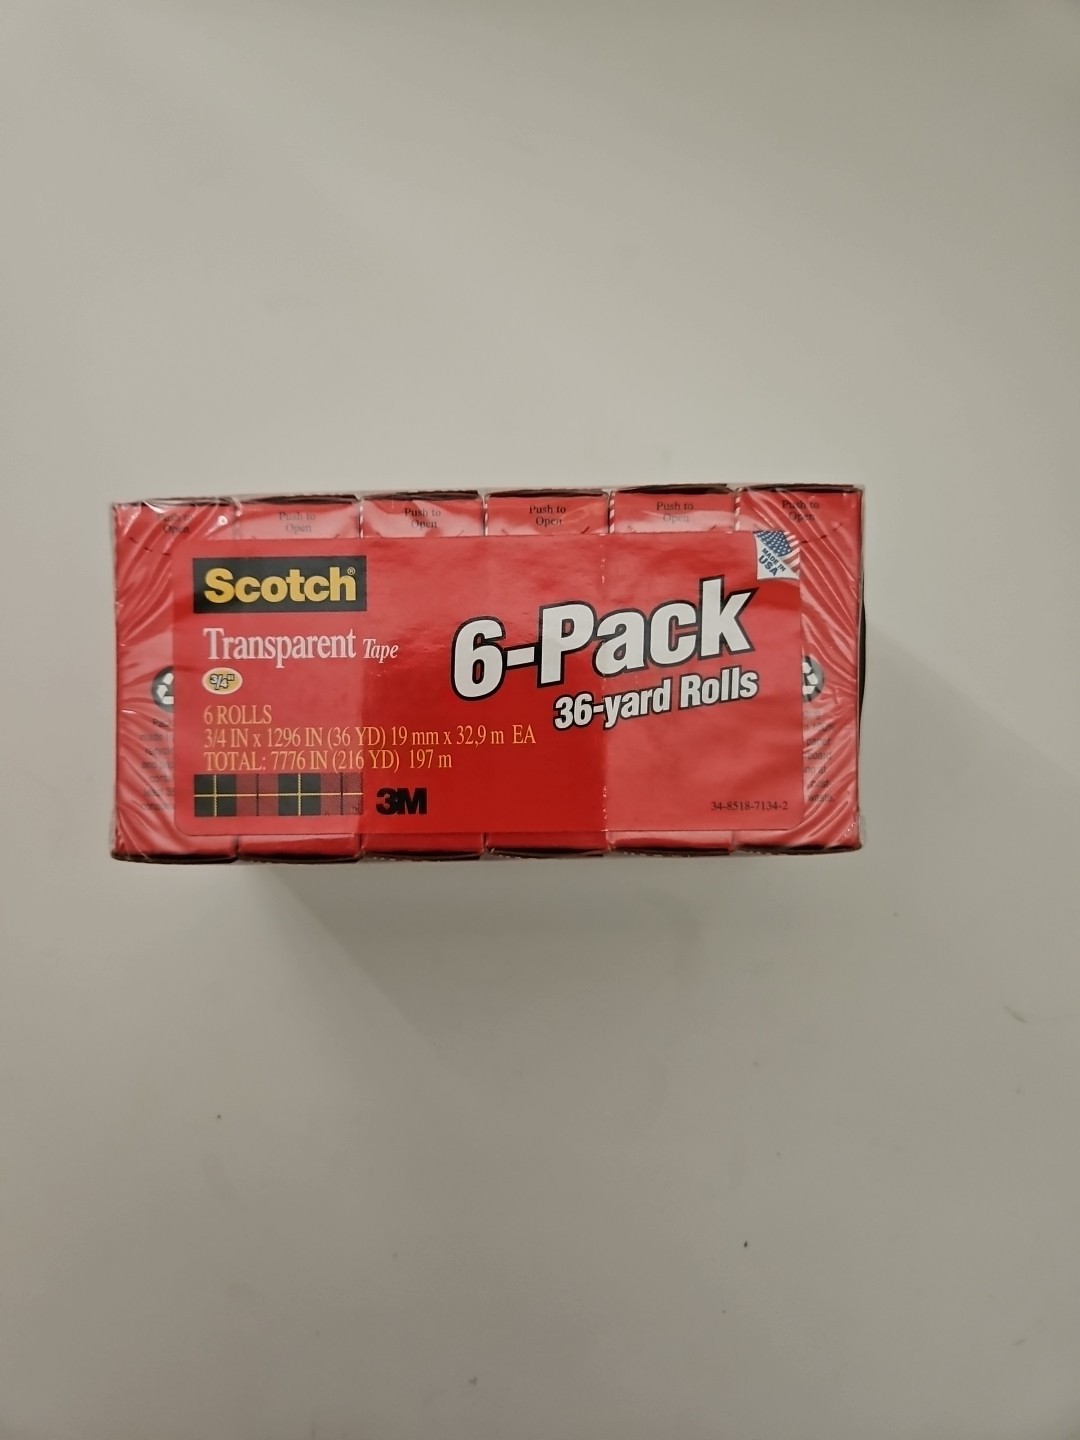 Push to
Open
Push to
Open
Push to
Open
Push to
Open
Push to
Open
Open
MADE IN
USA
Scotch®
Transparent Tape
3/4"
6-Pack
36-yard Rolls
6 ROLLS
3/4 IN x 1296 IN (36 YD) 19 mm x 32,9 m EA
TOTAL: 7776 IN (216 YD) 197 m
3M
34-8518-7134-2